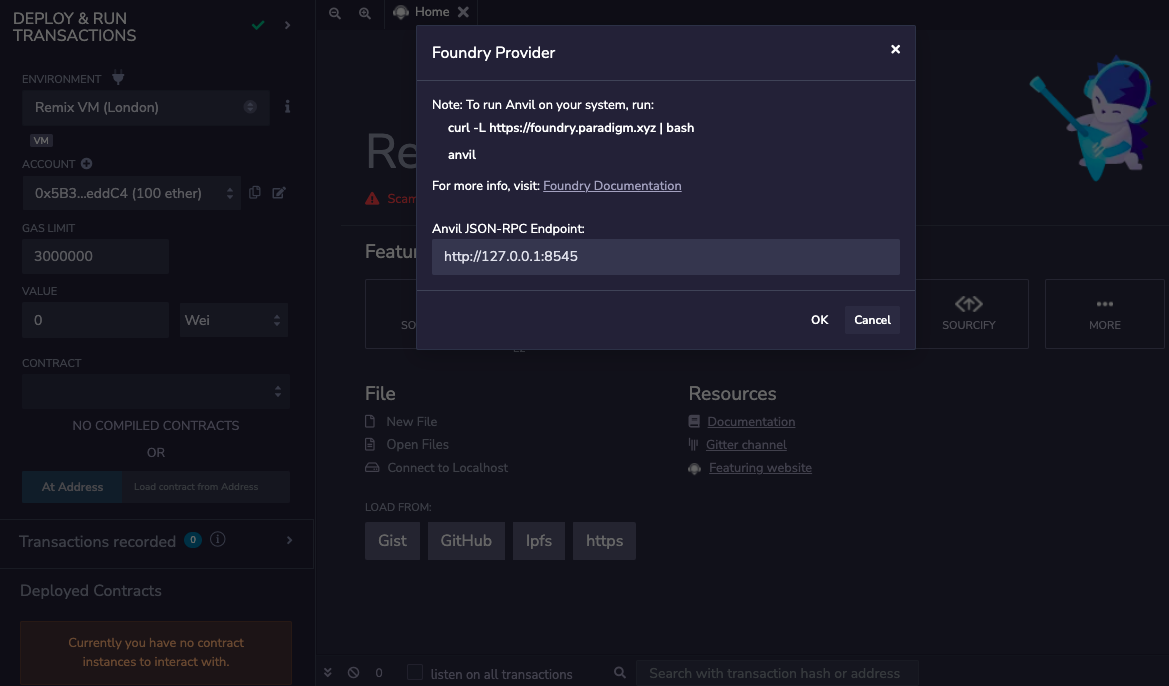 DEPLOY & RUN
TRANSACTIONS
ENVIRONMENT
Remix VM (London)
VM
ACCOUNT
0x5B3...eddC4 (100 ether)
GAS LIMIT
3000000
VALUE
0
Wei
CONTRACT
NO COMPILED CONTRACTS
OR
At Address
Load contract from Address
Transactions recorded 0
Deployed Contracts
Currently you have no contract
instances to interact with.
Home
Foundry Provider
Note: To run Anvil on your system, run:
curl -L https://foundry.paradigm.xyz | bash
anvil
For more info, visit: Foundry Documentation
Anvil JSON-RPC Endpoint:
http://127.0.0.1:8545
OK
Cancel
Re
Scam
Featu
SO
SOURCIFY
MORE
File
New File
Open Files
Connect to Localhost
Resources
Documentation
Gitter channel
Featuring website
LOAD FROM:
Gist
GitHub
Ipfs
https
0
listen on all transactions
Search with transaction hash or address